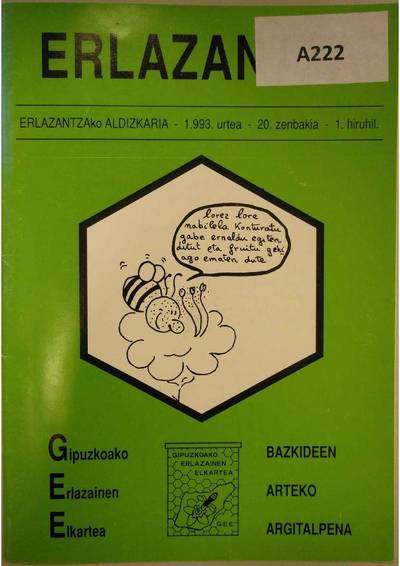 ERLAZAN
A222
ERLAZANTZAko ALDIZKARIA - 1.993. urtea - 20. zenbakia - 1. hiruhil.
lorez lore
nabilela konturatu
gabe ernaldu egiten
ditut eta fruitu gehi
ago ematen dute
Gipuzkoako
Erlazainen
Elkartea
GIPUZKOAKO
ERLAZAINEN
ELKARTEA
GEE
BAZKIDEEN
ARTEKO
ARGITALPENA